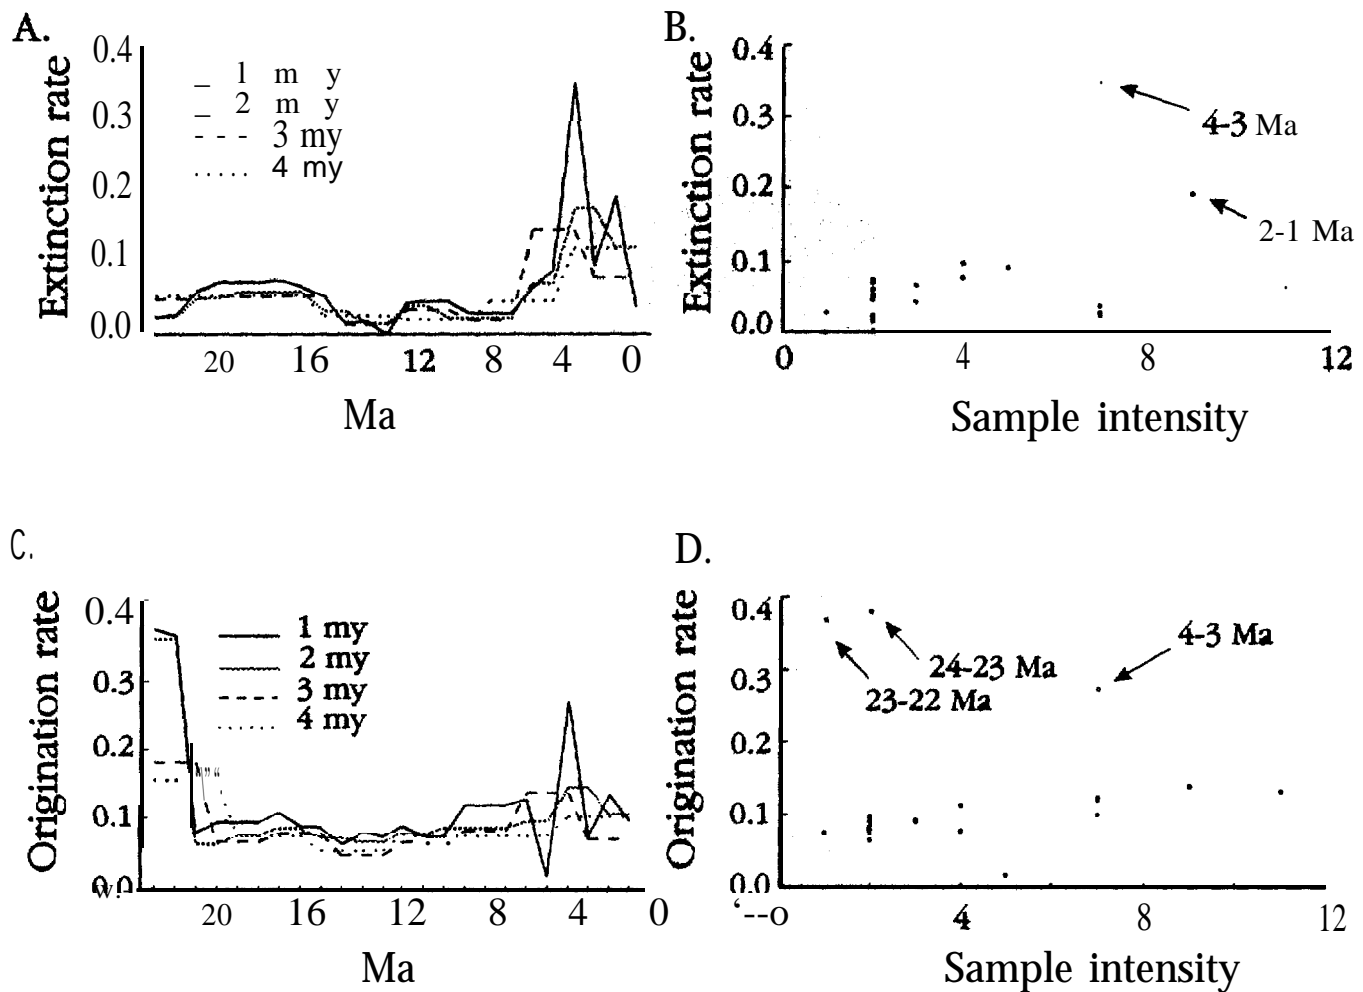 A.
Extinction rate
0.4
0.3
0.2
0.1
0.0
_ 1 m y
_ 2 m y
--- 3 my
..... 4 my
20 16 12 8 4 0
Ma
B.
Extinction rate
0.4
0.3
0.2
0.1
0.0
4-3 Ma
2-1 Ma
0 4 8 12
Sample intensity
C.
Origination rate
0.4
0.3
0.2
0.1
0.0
1 my
2 my
3 my
4 my
20 16 12 8 4 0
Ma
D.
Origination rate
0.4
0.3
0.2
0.1
0.0
4-3 Ma
24-23 Ma
23-22 Ma
‘--0 4 8 12
Sample intensity